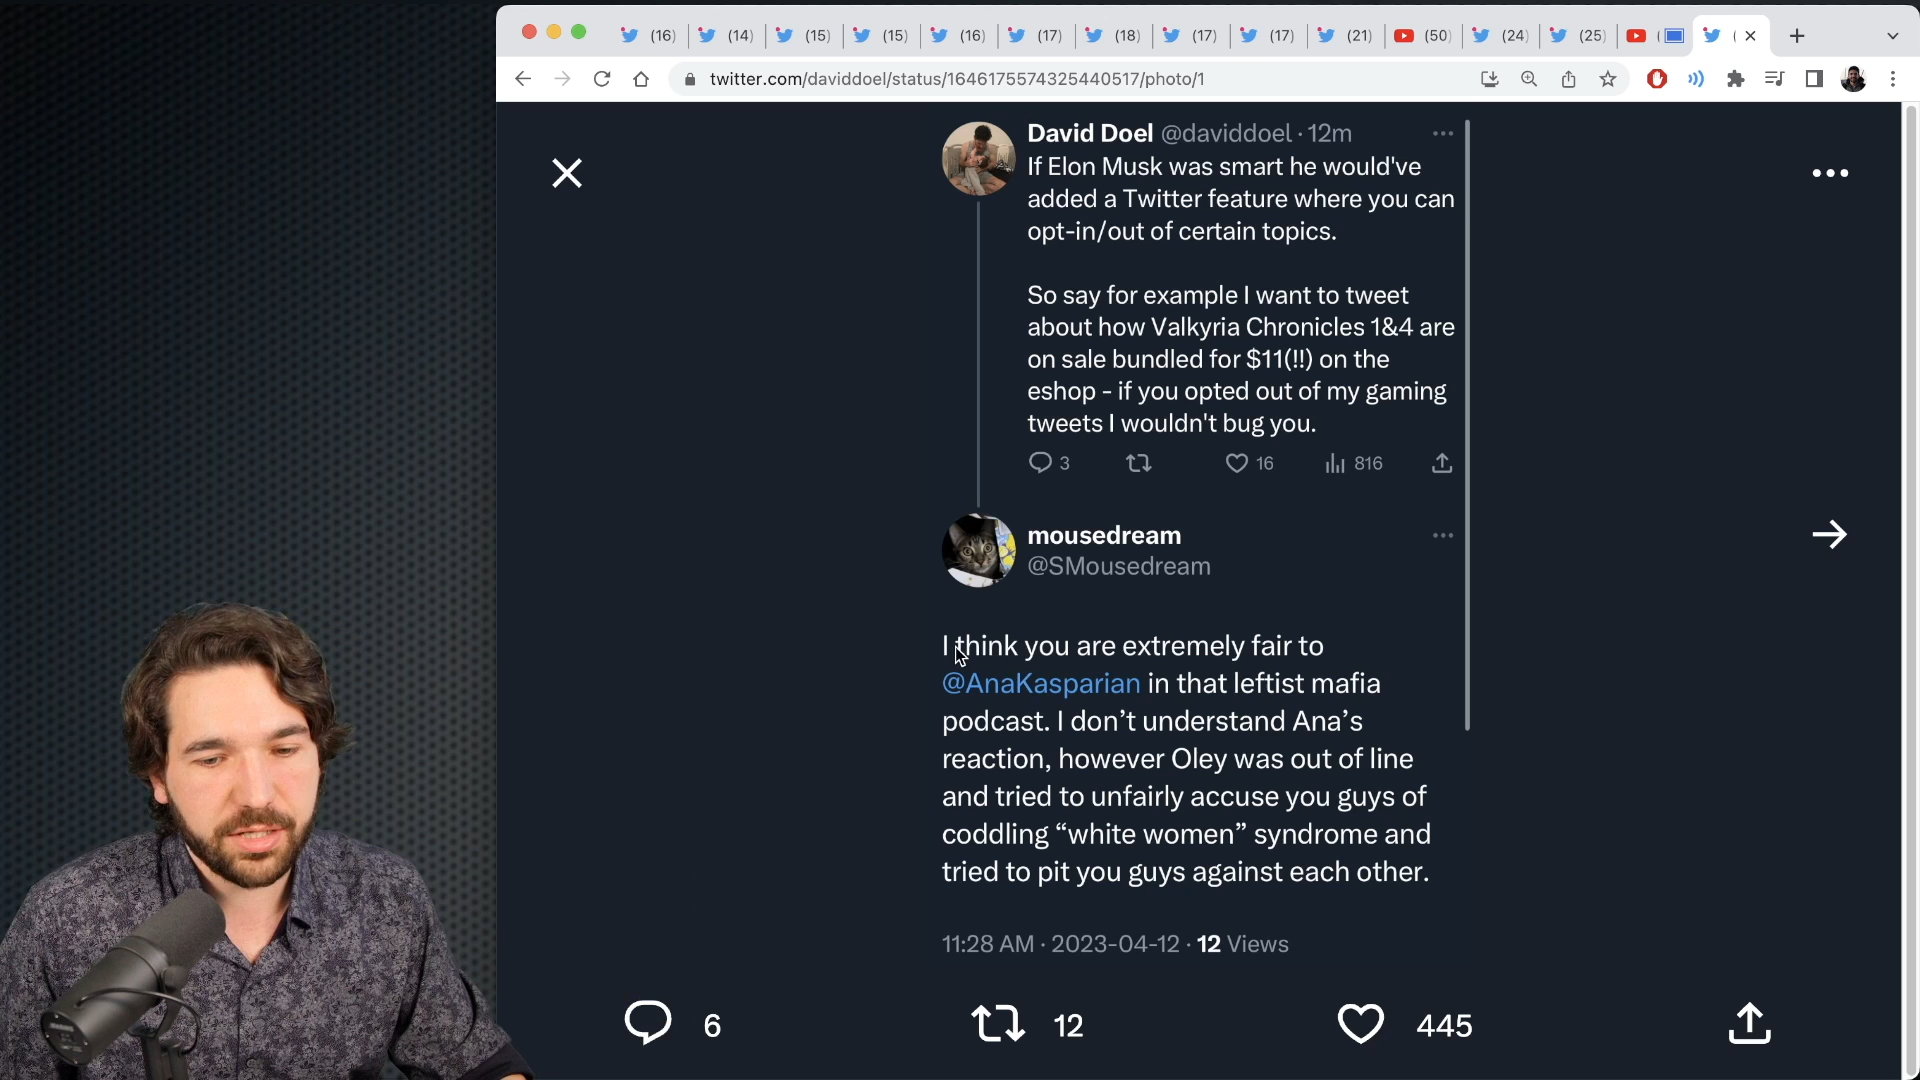 (16) (14) (15) (15) (16) (17) (18) (17) (17) (21) (50) (24) (25) ( (
twitter.com/daviddoel/status/1646175574325440517/photo/1
David Doel @daviddoel · 12m
If Elon Musk was smart he would've
added a Twitter feature where you can
opt-in/out of certain topics.
So say for example I want to tweet
about how Valkyria Chronicles 1&4 are
on sale bundled for $11(!!) on the
eshop - if you opted out of my gaming
tweets I wouldn't bug you.
3 16 816
mousedream
@SMousedream
I think you are extremely fair to
@AnaKasparian in that leftist mafia
podcast. I don’t understand Ana’s
reaction, however Oley was out of line
and tried to unfairly accuse you guys of
coddling “white women” syndrome and
tried to pit you guys against each other.
11:28 AM · 2023-04-12 · 12 Views
6 12 445